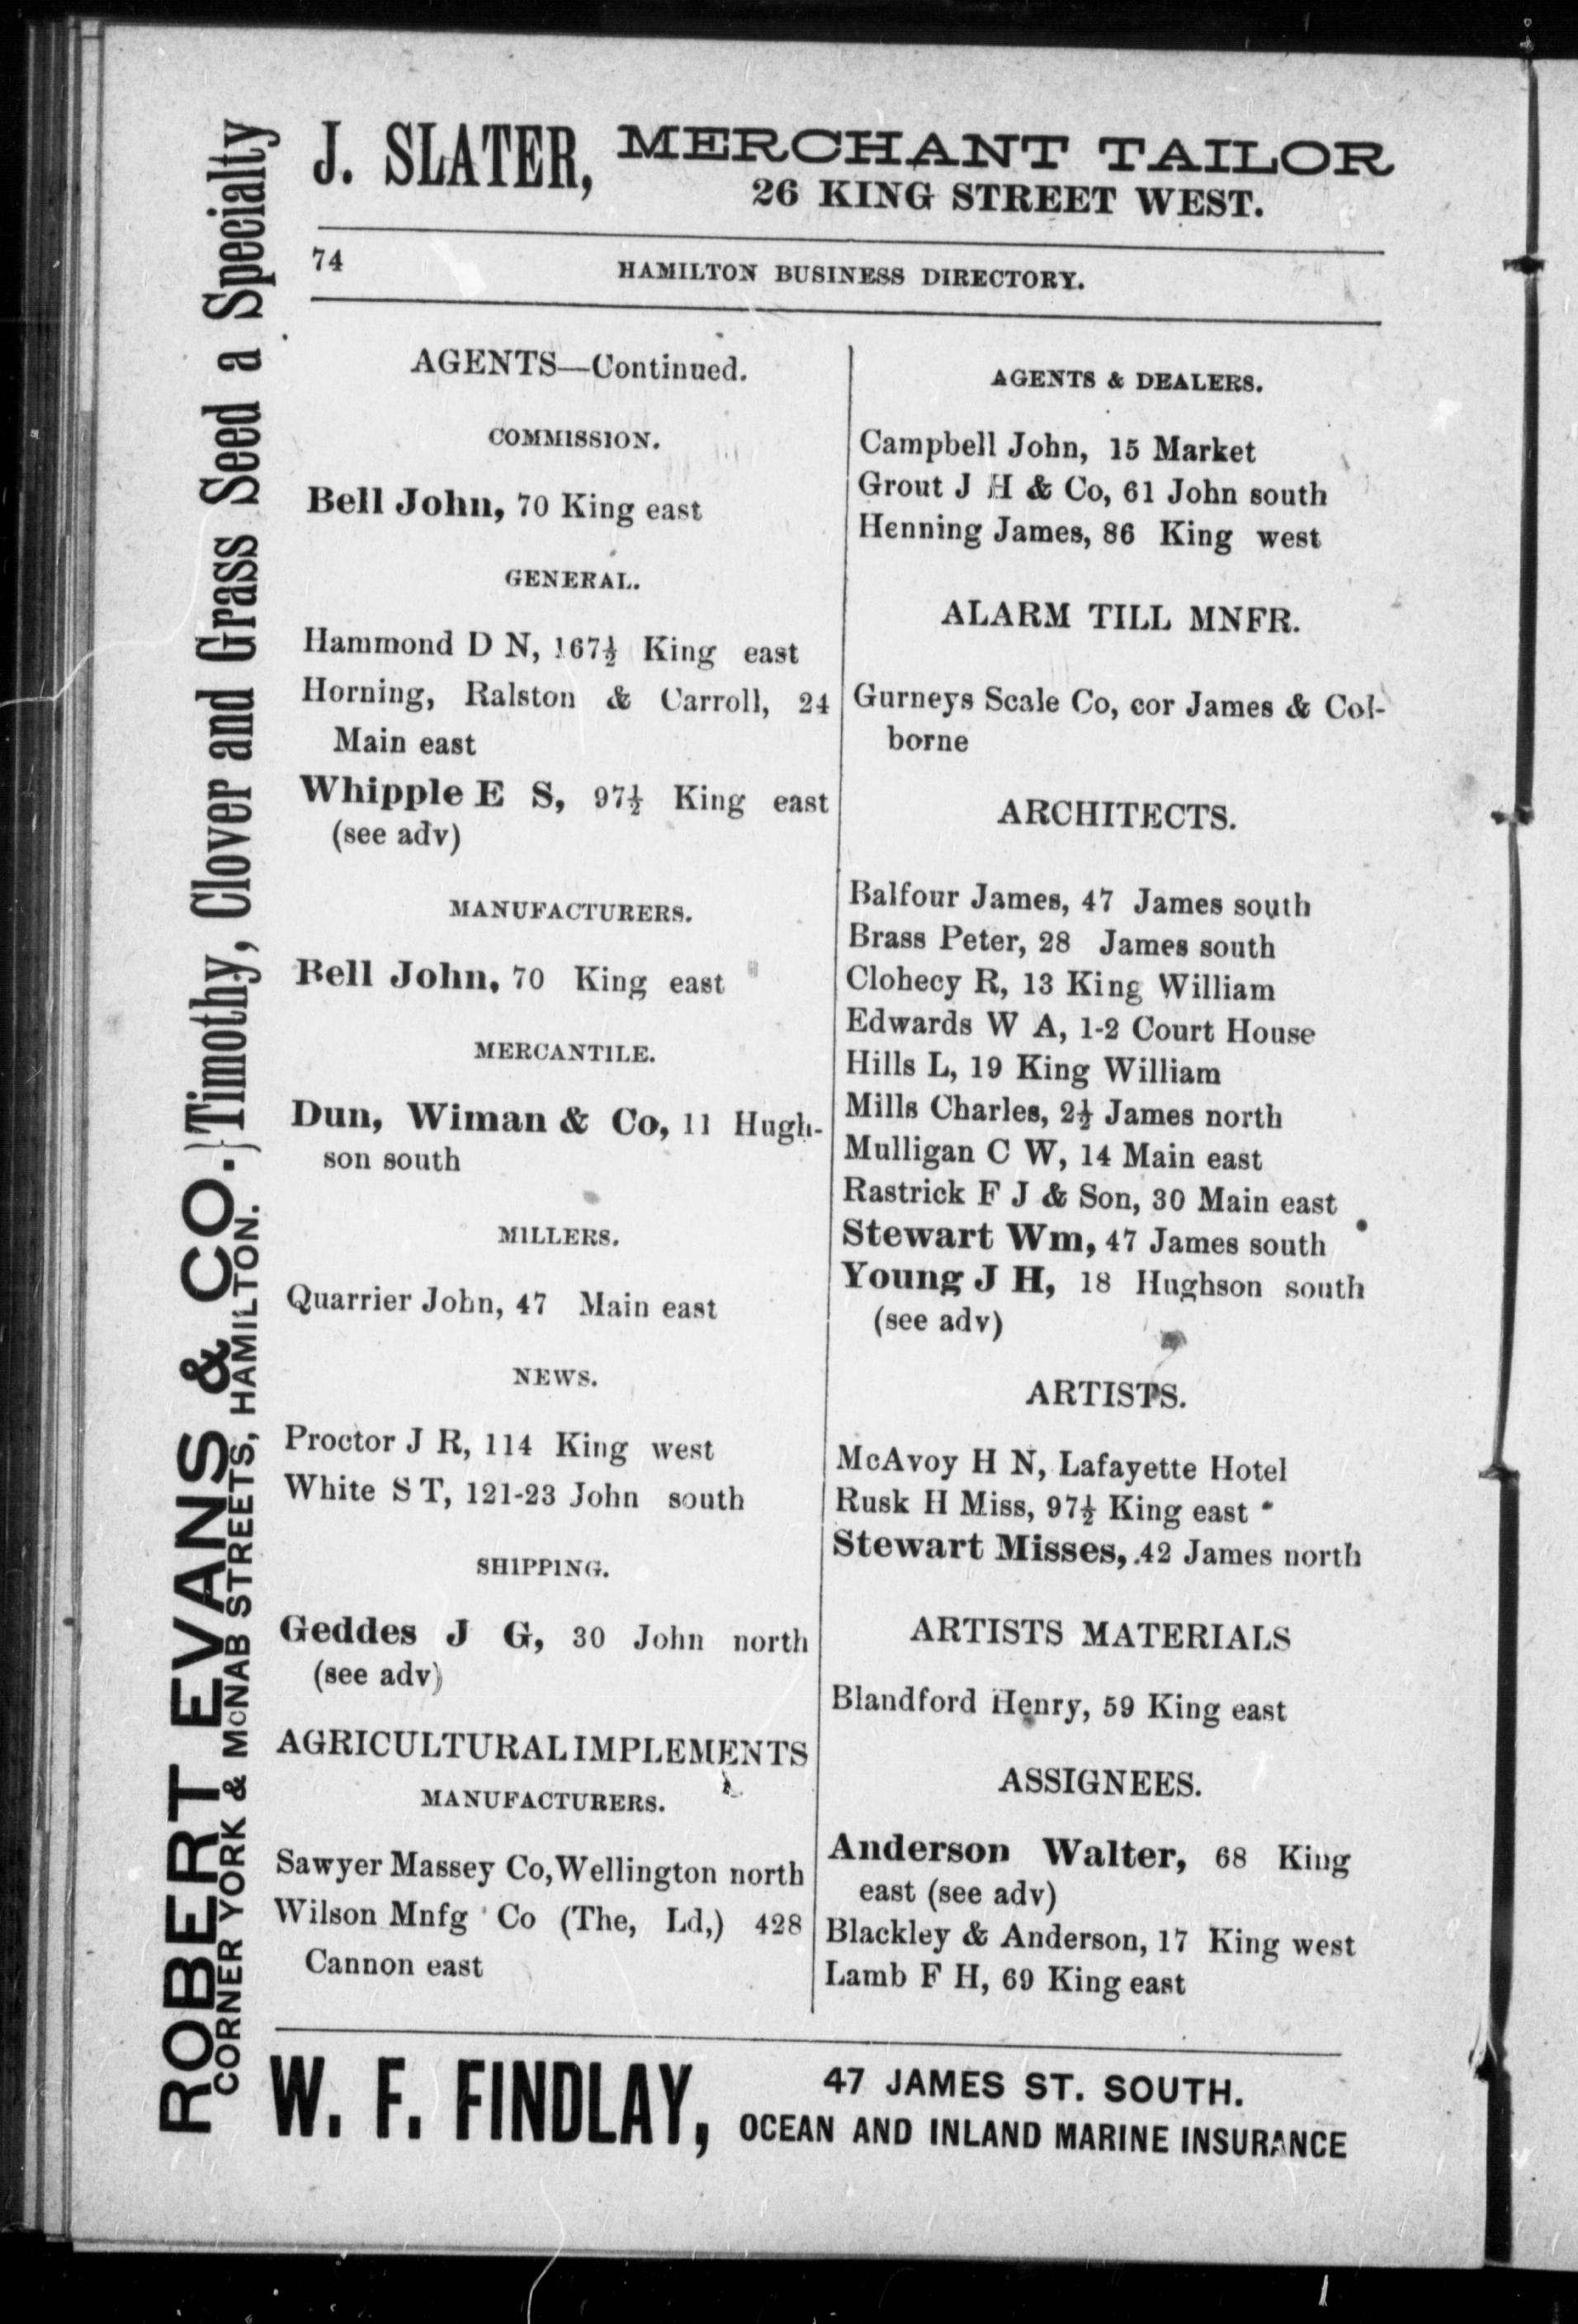 J. SLATER, MERCHANT TAILOR
26 KING STREET WEST.
74 HAMILTON BUSINESS DIRECTORY.
AGENTS—Continued.
COMMISSION.
Bell John, 70 King east
GENERAL.
Hammond D N, 167½ King east
Horning, Ralston & Carroll, 24
Main east
Whipple E S, 97½ King east
(see adv)
MANUFACTURERS.
Bell John, 70 King east
MERCANTILE.
Dun, Wiman & Co, 11 Hugh-
son south
MILLERS.
Quarrier John, 47 Main east
NEWS.
Proctor J R, 114 King west
White S T, 121-23 John south
SHIPPING.
Geddes J G, 30 John north
(see adv)
AGRICULTURAL IMPLEMENTS
MANUFACTURERS.
Sawyer Massey Co, Wellington north
Wilson Mnfg Co (The, Ld,) 428
Cannon east
AGENTS & DEALERS.
Campbell John, 15 Market
Grout J H & Co, 61 John south
Henning James, 86 King west
ALARM TILL MNFR.
Gurneys Scale Co, cor James & Col-
borne
ARCHITECTS.
Balfour James, 47 James south
Brass Peter, 28 James south
Clohecy R, 13 King William
Edwards W A, 1-2 Court House
Hills L, 19 King William
Mills Charles, 2½ James north
Mulligan C W, 14 Main east
Rastrick F J & Son, 30 Main east
Stewart Wm, 47 James south
Young J H, 18 Hughson south
(see adv)
ARTISTS.
McAvoy H N, Lafayette Hotel
Rusk H Miss, 97½ King east
Stewart Misses, 42 James north
ARTISTS MATERIALS
Blandford Henry, 59 King east
ASSIGNEES.
Anderson Walter, 68 King
east (see adv)
Blackley & Anderson, 17 King west
Lamb F H, 69 King east
W. F. FINDLAY, 47 JAMES ST. SOUTH.
OCEAN AND INLAND MARINE INSURANCE
ROBERT EVANS & CO. } Timothy, Clover and Grass Seed a Specialty
CORNER YORK & McNAB STREETS, HAMILTON.